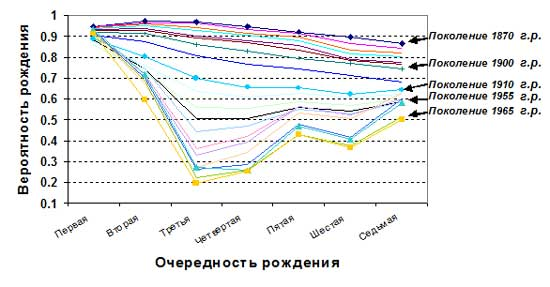 Вероятность рождения
1
0.9
0.8
0.7
0.6
0.5
0.4
0.3
0.2
0.1
Поколение 1870 г.р.
Поколение 1900 г.р.
Поколение 1910 г.р.
Поколение 1955 г.р.
Поколение 1965 г.р.
Первая
Вторая
Третья
Четвертая
Пятая
Шестая
Седьмая
Очередность рождения